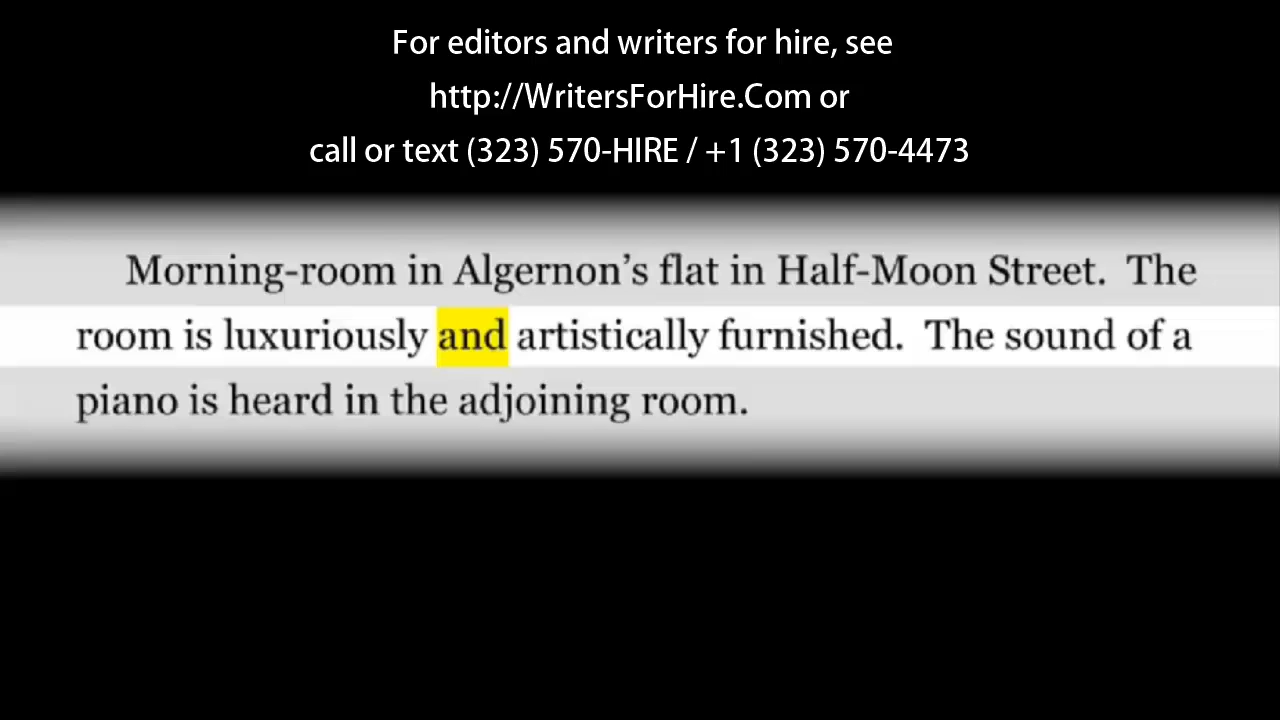 For editors and writers for hire, see
http://WritersForHire.Com or
call or text (323) 570-HIRE / +1 (323) 570-4473
Morning-room in Algernon’s flat in Half-Moon Street.  The
room is luxuriously and artistically furnished.  The sound of a
piano is heard in the adjoining room.